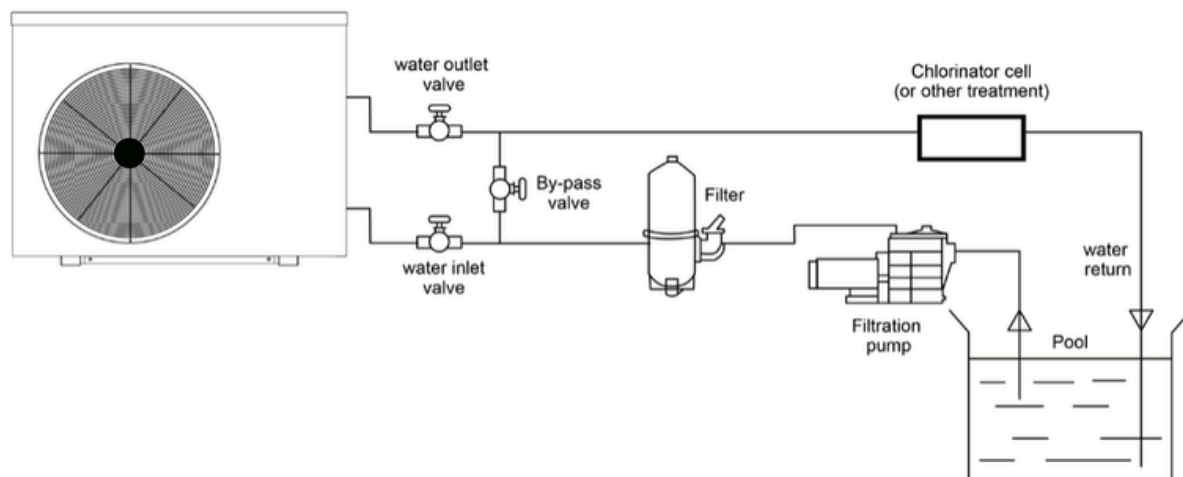 water outlet
valve
Chlorinator cell
(or other treatment)
By-pass
valve
Filter
water inlet
valve
water
return
Filtration
pump
Pool